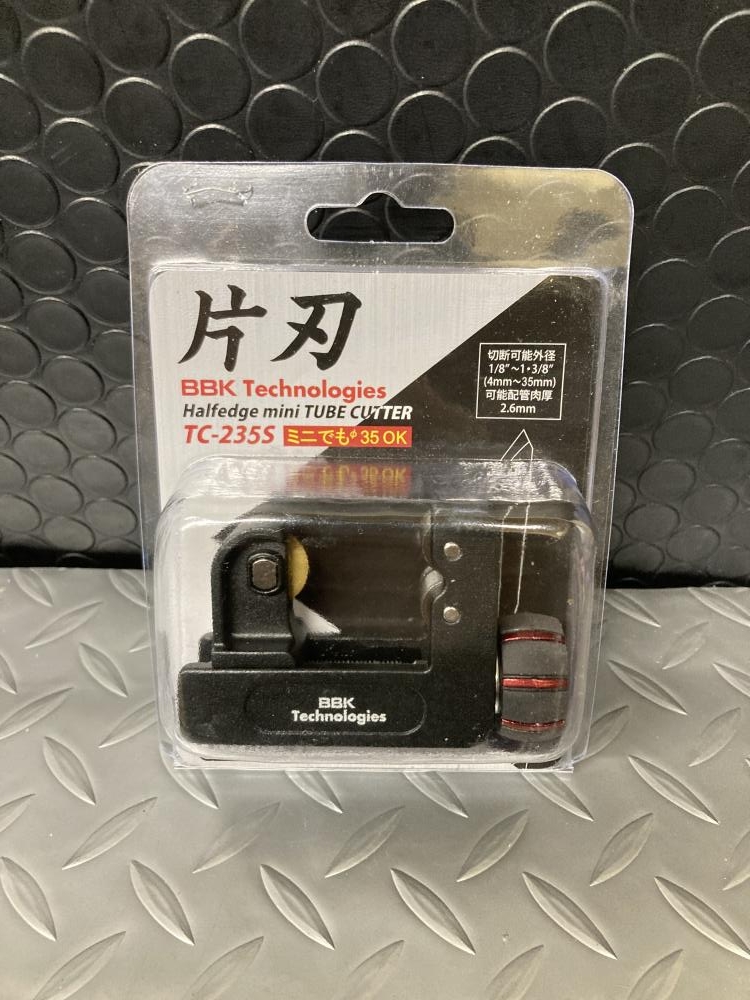 片刃
BBK Technologies
Halfedge mini TUBE CUTTER
TC-235S ミニでもφ35 OK
切断可能外径
1/8"～1・3/8"
(4mm～35mm)
可能配管肉厚
2.6mm
BBK
Technologies